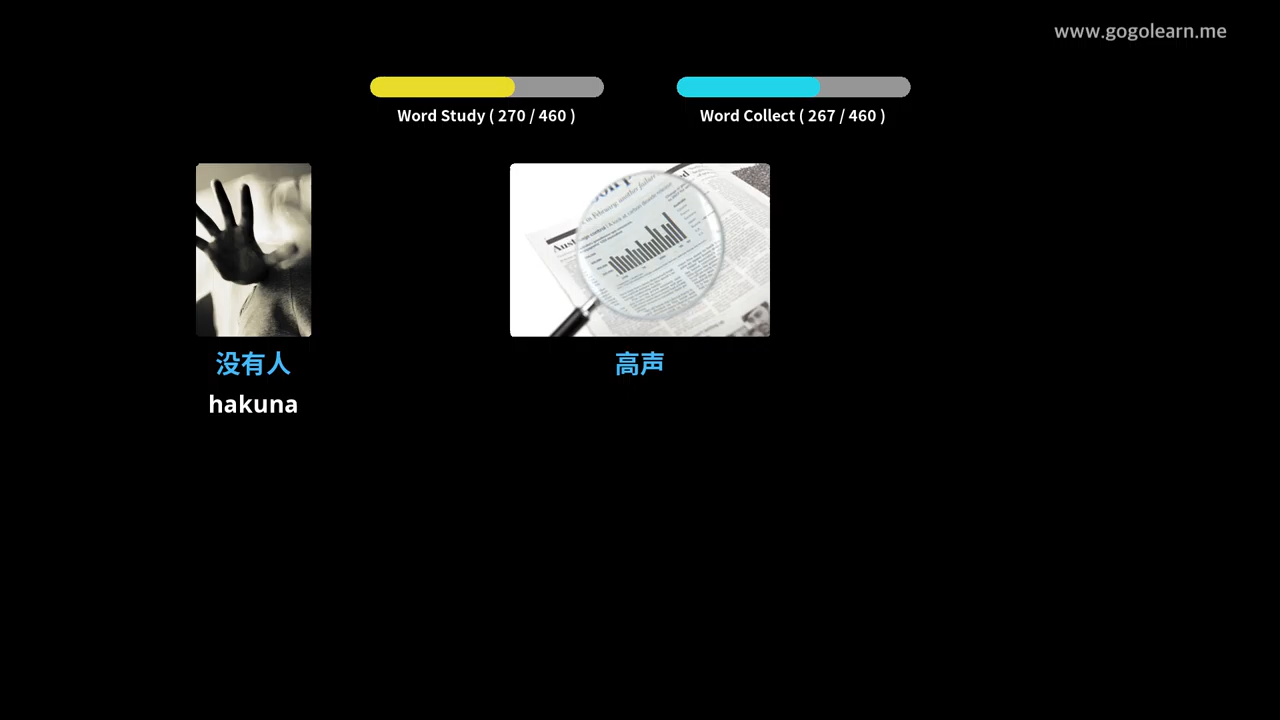 www.gogolearn.me
Word Study ( 270 / 460 )
Word Collect ( 267 / 460 )
没有人
高声
hakuna